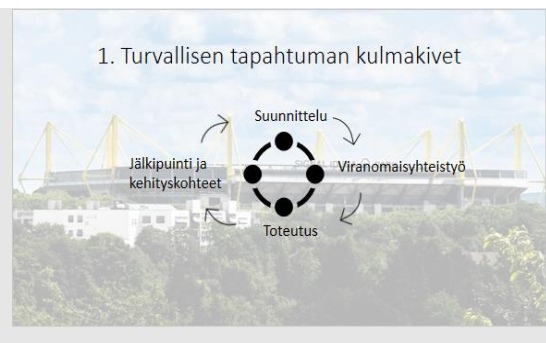 1. Turvallisen tapahtuman kulmakivet
Suunnittelu
Viranomaisyhteistyö
Toteutus
Jälkipuinti ja
kehityskohteet